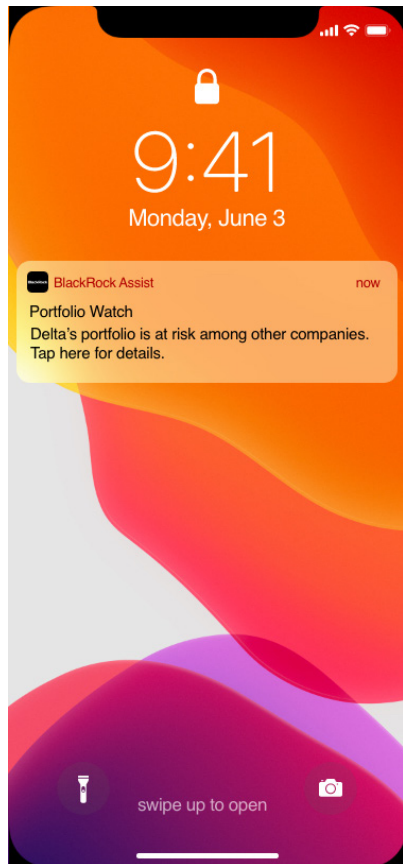 9:41
Monday, June 3
BlackRock
BlackRock Assist
now
Portfolio Watch
Delta's portfolio is at risk among other companies.
Tap here for details.
swipe up to open